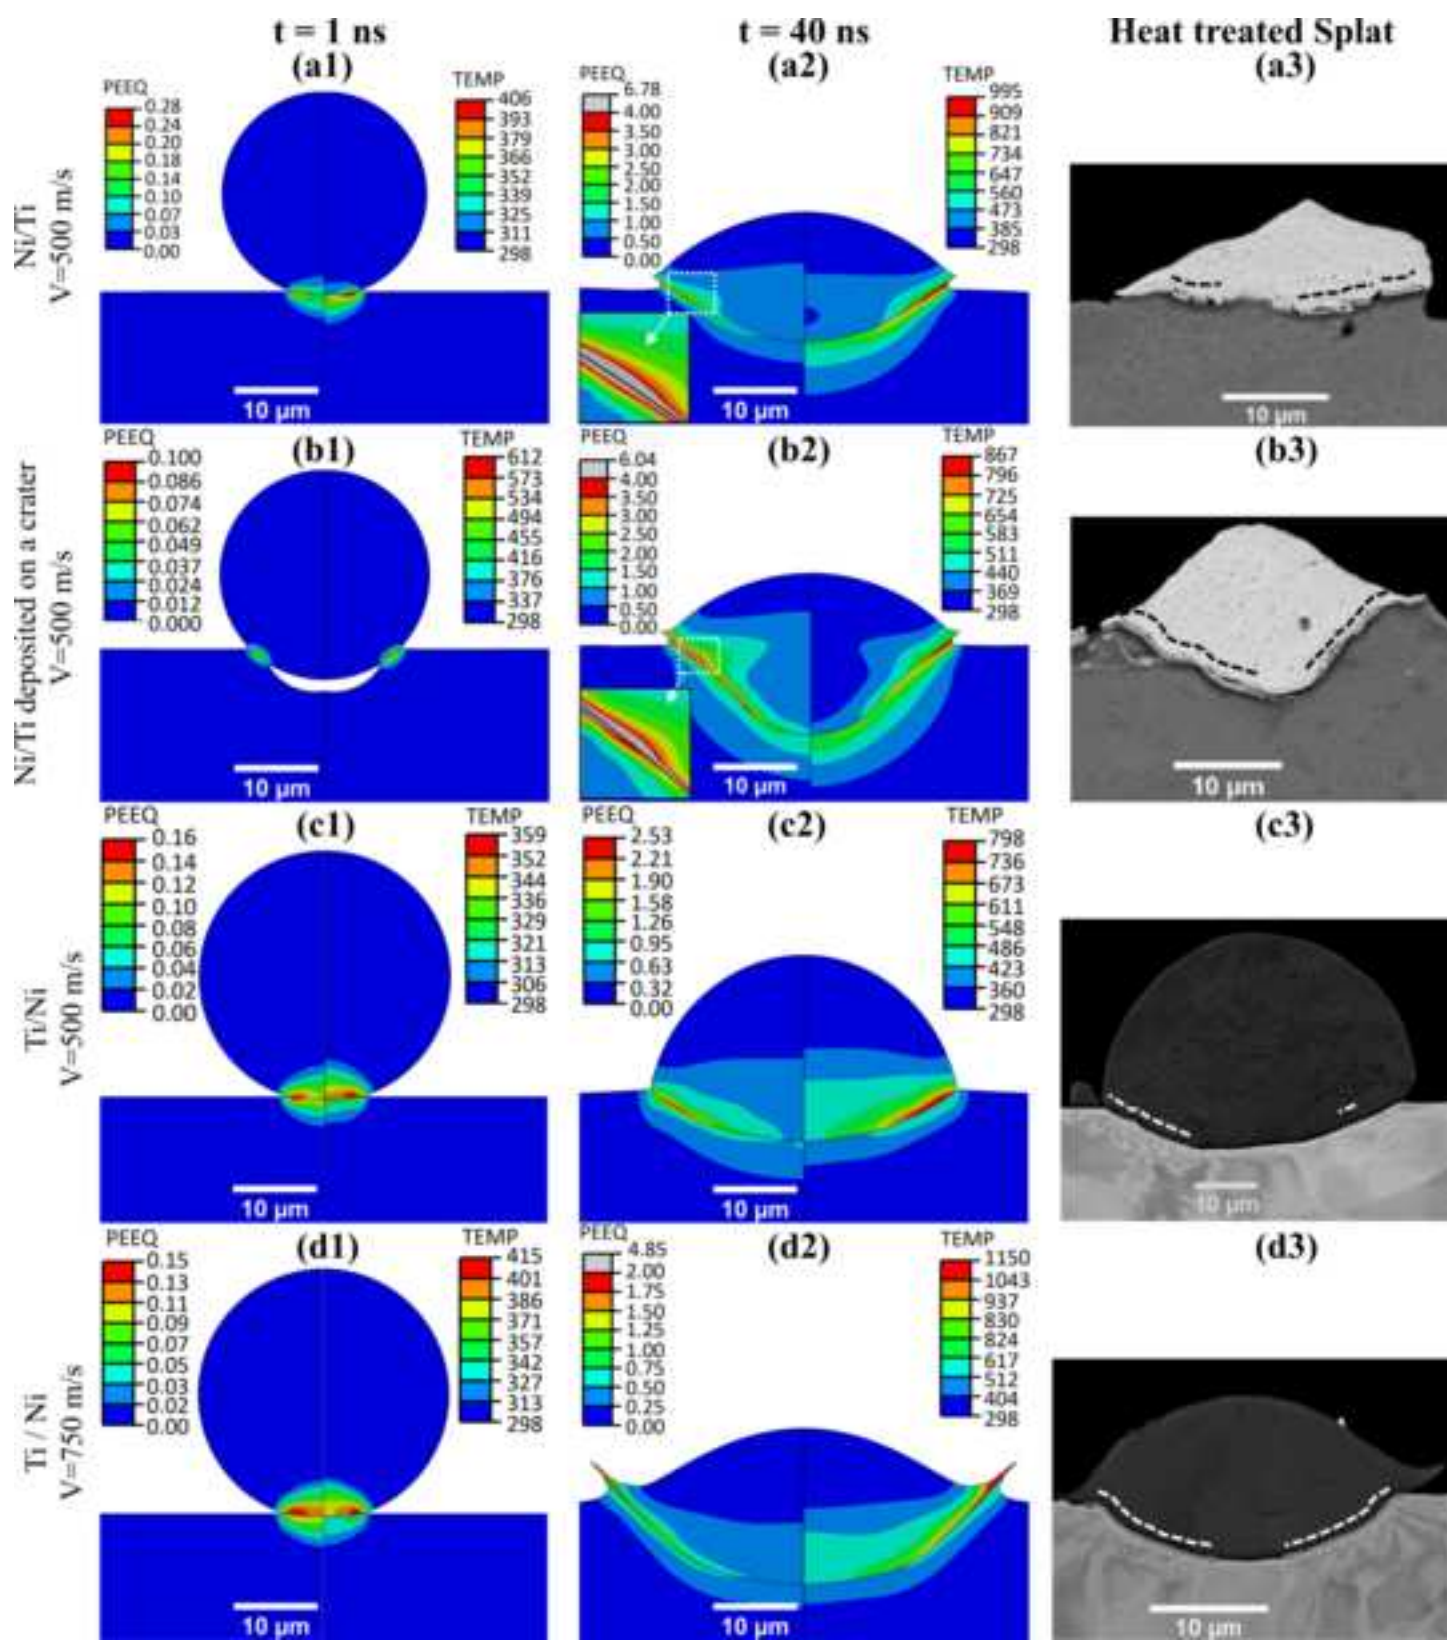 t = 1 ns
t = 40 ns
Heat treated Splat
(a1)
(a2)
(a3)
Ni/Ti
V=500 m/s
PEEQ
0.28
0.24
0.20
0.18
0.14
0.10
0.07
0.03
0.00
TEMP
406
393
379
366
352
339
325
311
298
10 µm
PEEQ
6.78
4.00
3.50
3.00
2.50
2.00
1.50
1.00
0.50
0.00
TEMP
995
909
821
734
647
560
473
385
298
10 µm
10 µm
(b1)
(b2)
(b3)
Ni/Ti deposited on a crater
V=500 m/s
PEEQ
0.100
0.086
0.074
0.062
0.049
0.037
0.024
0.012
0.000
TEMP
612
573
534
494
455
416
376
337
298
10 µm
PEEQ
6.04
4.00
3.50
3.00
2.50
2.00
1.50
1.00
0.50
0.00
TEMP
867
796
725
654
583
511
440
369
298
10 µm
10 µm
(c1)
(c2)
(c3)
Ti/Ni
V=500 m/s
PEEQ
0.16
0.14
0.12
0.10
0.08
0.06
0.04
0.02
0.00
TEMP
359
352
344
336
329
321
313
306
298
10 µm
PEEQ
2.53
2.21
1.90
1.58
1.26
0.95
0.63
0.32
0.00
TEMP
798
736
673
611
548
486
423
360
298
10 µm
10 µm
(d1)
(d2)
(d3)
Ti / Ni
V=750 m/s
PEEQ
0.15
0.13
0.11
0.09
0.07
0.05
0.03
0.02
0.00
TEMP
415
401
386
371
357
342
327
313
298
10 µm
PEEQ
4.85
2.00
1.75
1.50
1.25
1.00
0.75
0.50
0.25
0.00
TEMP
1150
1043
937
830
824
617
512
404
298
10 µm
10 µm